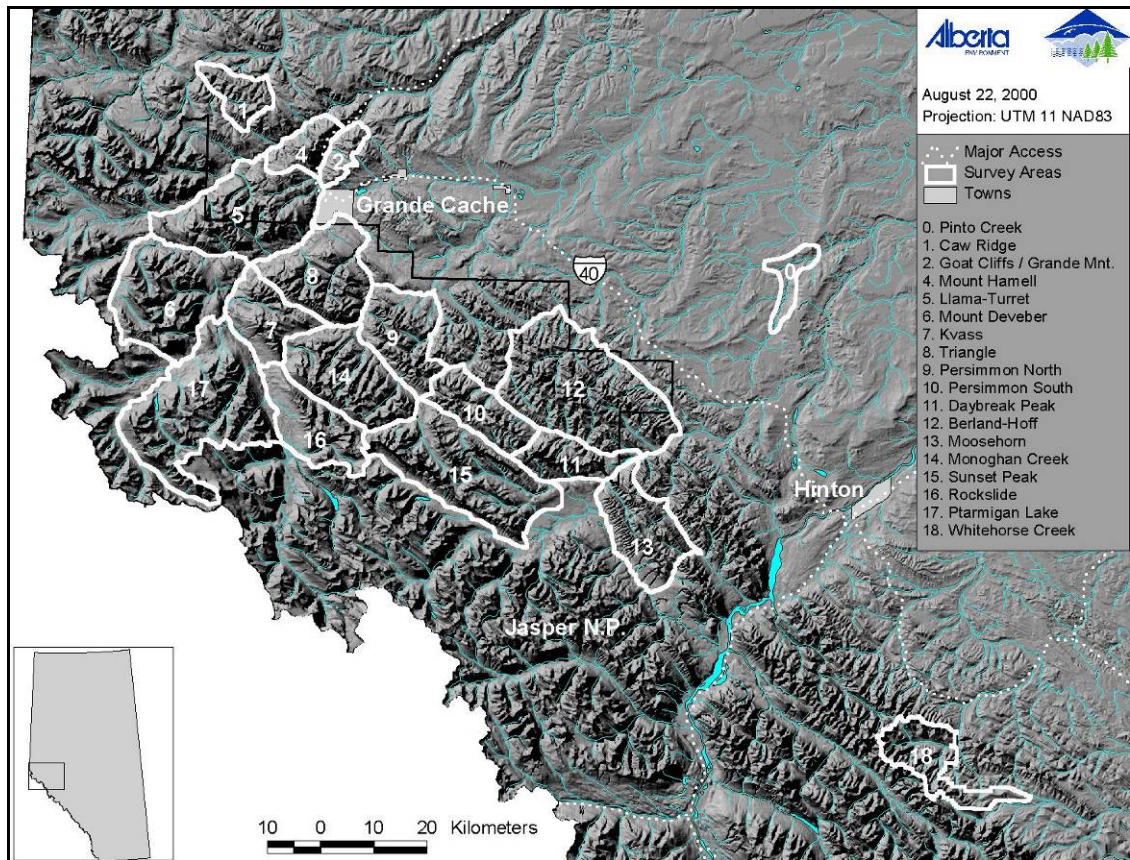 Alberta
ENVIRONMENT
August 22, 2000
Projection: UTM 11 NAD83
Major Access
Survey Areas
Towns
0. Pinto Creek
1. Caw Ridge
2. Goat Cliffs / Grande Mnt.
4. Mount Hamell
5. Llama-Turret
6. Mount Deveber
7. Kvass
8. Triangle
9. Persimmon North
10. Persimmon South
11. Daybreak Peak
12. Berland-Hoff
13. Moosehorn
14. Monoghan Creek
15. Sunset Peak
16. Rockslide
17. Ptarmigan Lake
18. Whitehorse Creek
1
4
2
5
Grande Cache
8
40
0
6
7
9
14
12
17
10
16
15
11
Hinton
13
Jasper N.P.
18
10 0 10 20 Kilometers